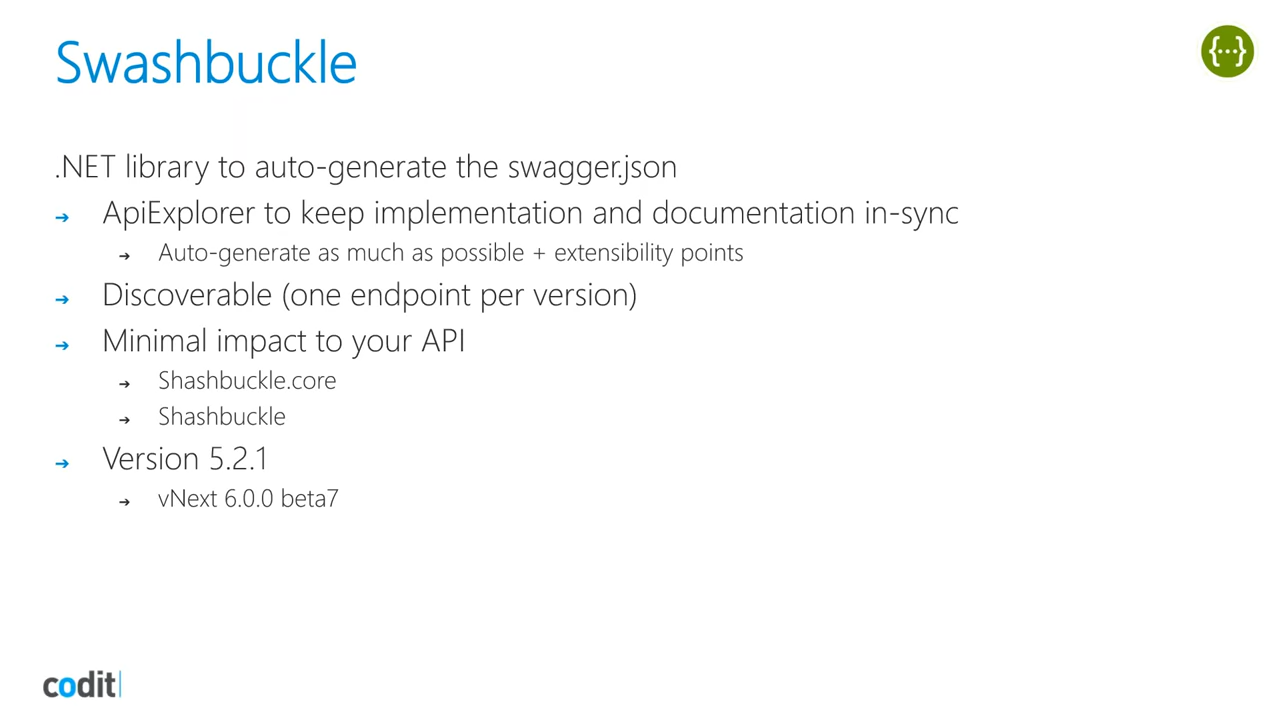 Swashbuckle
{···}
.NET library to auto-generate the swagger.json
➔ ApiExplorer to keep implementation and documentation in-sync
➔ Auto-generate as much as possible + extensibility points
➔ Discoverable (one endpoint per version)
➔ Minimal impact to your API
➔ Shashbuckle.core
➔ Shashbuckle
➔ Version 5.2.1
➔ vNext 6.0.0 beta7
codit